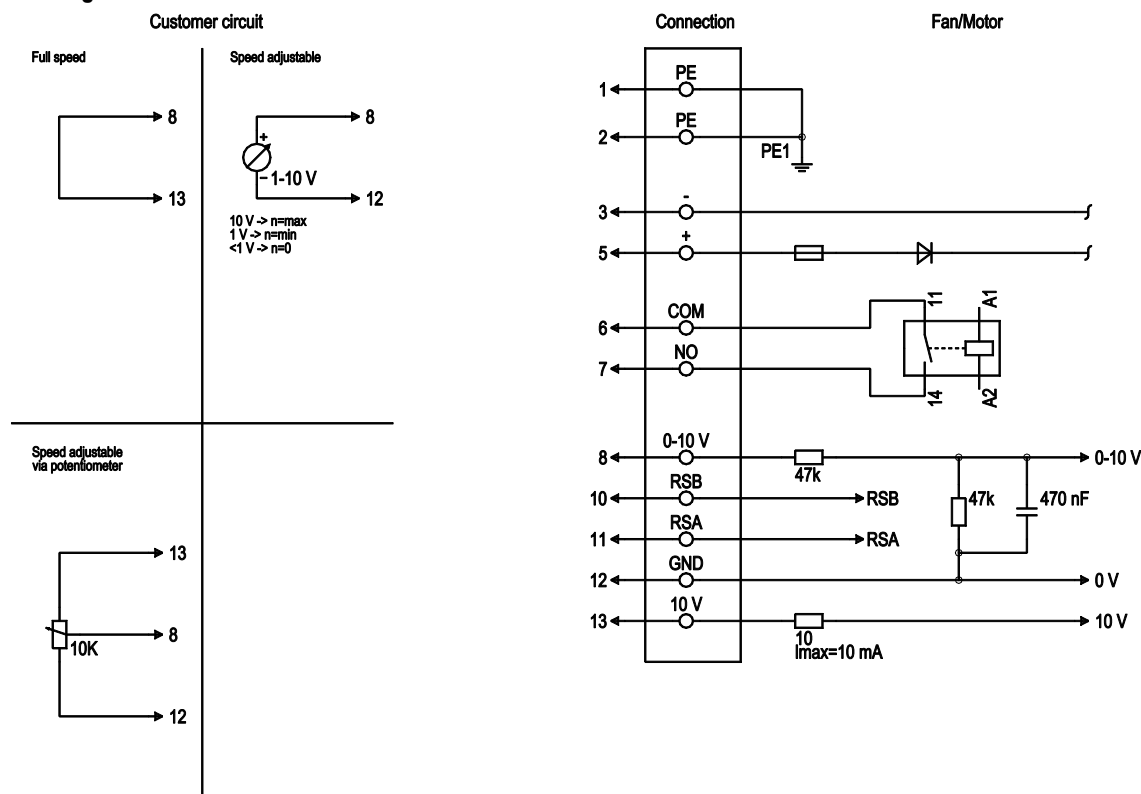 Customer circuit
Full speed
8
13
Speed adjustable
8
+
– 1-10 V
12
10 V -> n=max
1 V -> n=min
<1 V -> n=0
Speed adjustable
via potentiometer
13
8
10K
12
Connection
Fan/Motor
PE
1
PE
2
PE1
-
3
+
5
COM
6
NO
7
11
A1
14
A2
0-10 V
8
47k
0-10 V
RSB
10
RSB
47k
470 nF
RSA
11
RSA
GND
12
0 V
10 V
13
10 V
10
Imax=10 mA